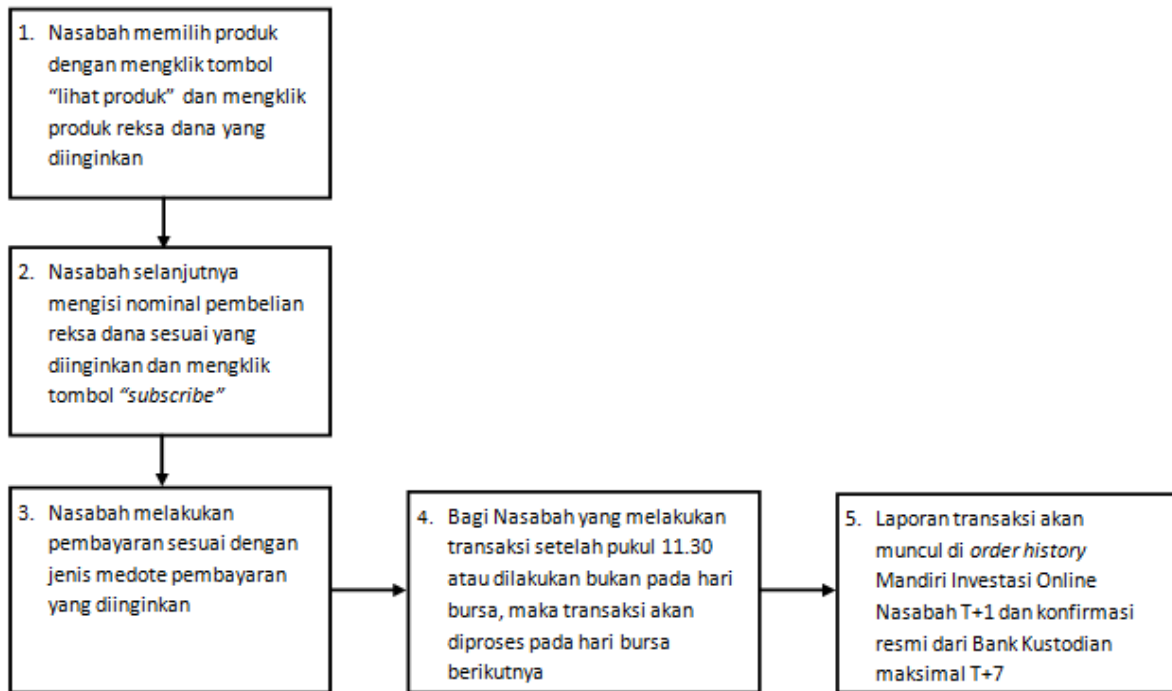 1. Nasabah memilih produk
dengan mengklik tombol
“lihat produk” dan mengklik
produk reksa dana yang
diinginkan
2. Nasabah selanjutnya
mengisi nominal pembelian
reksa dana sesuai yang
diinginkan dan mengklik
tombol “subscribe”
3. Nasabah melakukan
pembayaran sesuai dengan
jenis medote pembayaran
yang diinginkan
4. Bagi Nasabah yang melakukan
transaksi setelah pukul 11.30
atau dilakukan bukan pada hari
bursa, maka transaksi akan
diproses pada hari bursa
berikutnya
5. Laporan transaksi akan
muncul di order history
Mandiri Investasi Online
Nasabah T+1 dan konfirmasi
resmi dari Bank Kustodian
maksimal T+7